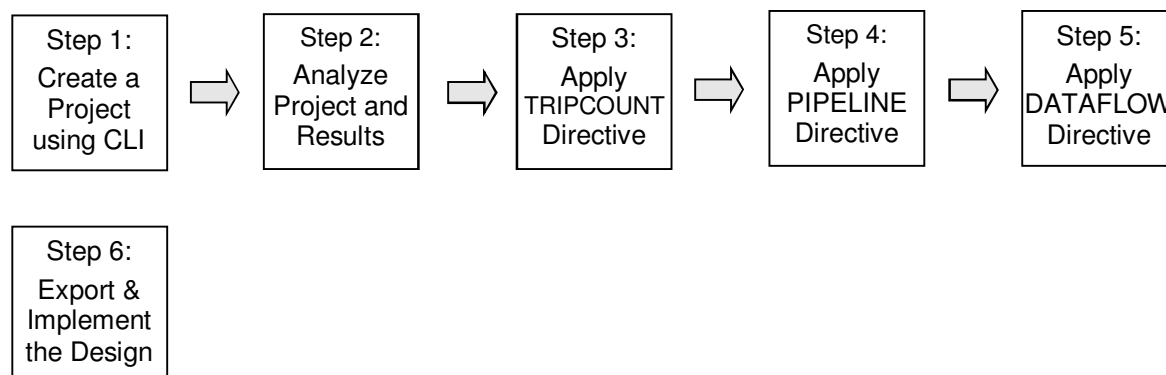 Step 1:
Create a
Project
using CLI
Step 2:
Analyze
Project and
Results
Step 3:
Apply
TRIPCOUNT
Directive
Step 4:
Apply
PIPELINE
Directive
Step 5:
Apply
DATAFLOW
Directive
Step 6:
Export &
Implement
the Design